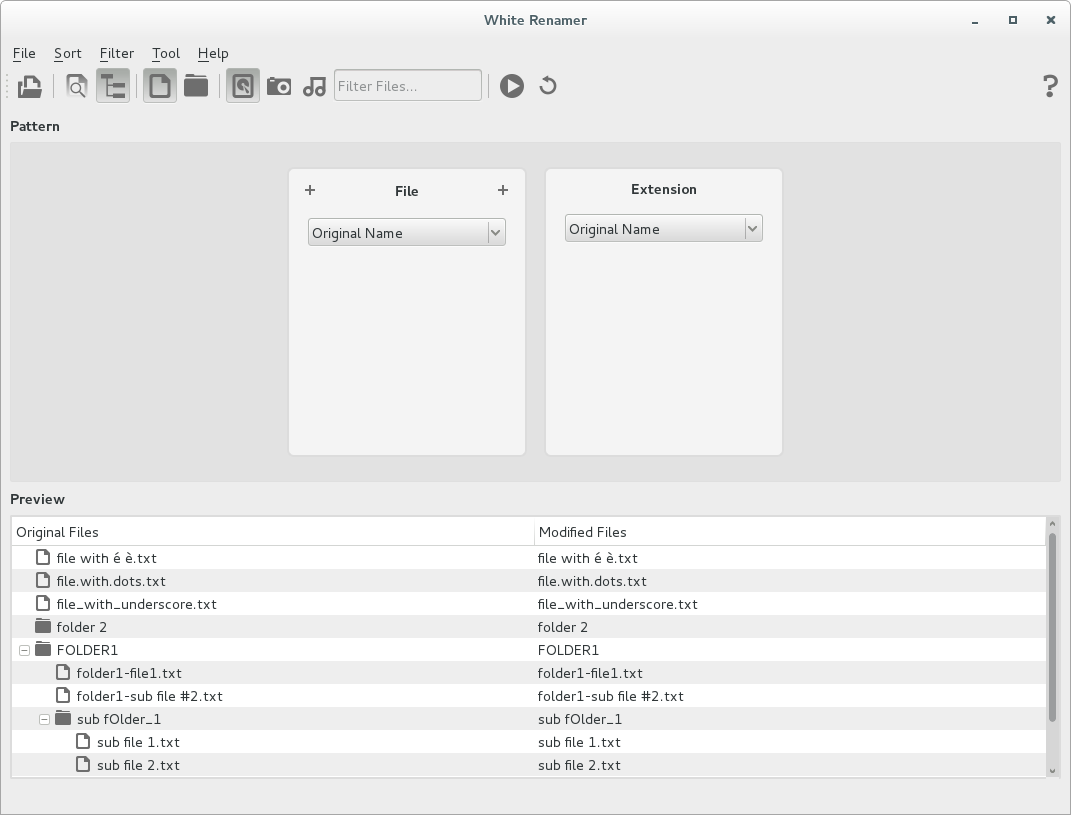 White Renamer
File Sort Filter Tool Help
Filter Files...
Pattern
File
Extension
Original Name
Original Name
Preview
Original Files Modified Files
file with é è.txt file with é è.txt
file.with.dots.txt file.with.dots.txt
file_with_underscore.txt file_with_underscore.txt
folder 2 folder 2
FOLDER1 FOLDER1
folder1-file1.txt folder1-file1.txt
folder1-sub file #2.txt folder1-sub file #2.txt
sub fOlder_1 sub fOlder_1
sub file 1.txt sub file 1.txt
sub file 2.txt sub file 2.txt